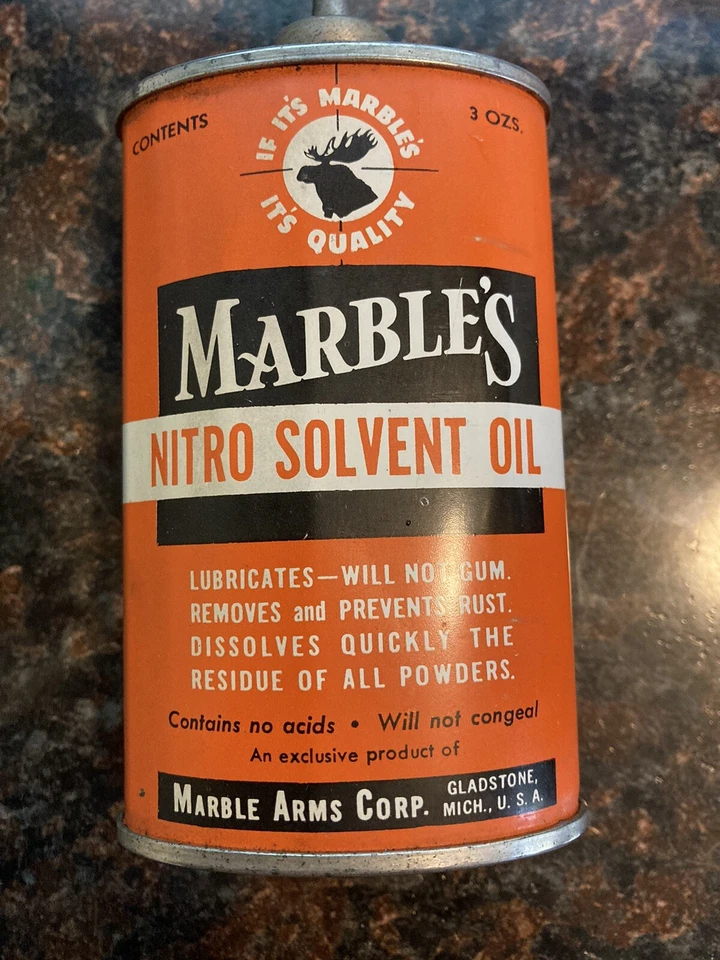 CONTENTS
3 OZS.
IF IT'S MARBLE'S
IT'S QUALITY
MARBLE'S
NITRO SOLVENT OIL
LUBRICATES—WILL NOT GUM.
REMOVES and PREVENTS RUST.
DISSOLVES QUICKLY THE
RESIDUE OF ALL POWDERS.
Contains no acids • Will not congeal
An exclusive product of
MARBLE ARMS CORP.
GLADSTONE,
MICH., U. S. A.